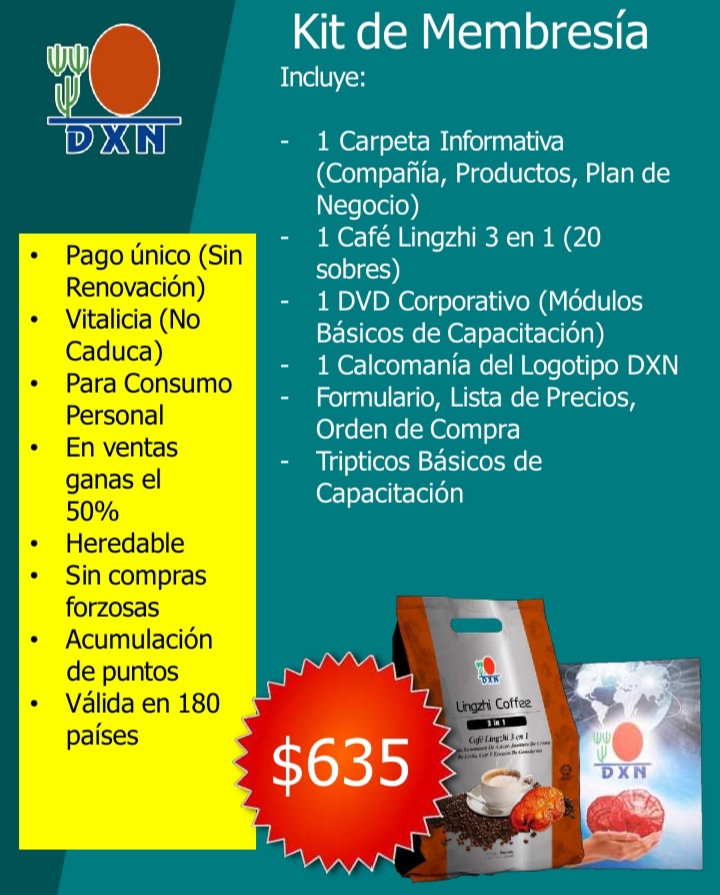 Kit de Membresía
Incluye:
- 1 Carpeta Informativa
(Compañía, Productos, Plan de
Negocio)
- 1 Café Lingzhi 3 en 1 (20
sobres)
- 1 DVD Corporativo (Módulos
Básicos de Capacitación)
- 1 Calcomanía del Logotipo DXN
- Formulario, Lista de Precios,
Orden de Compra
- Tripticos Básicos de
Capacitación
DXN
• Pago único (Sin
Renovación)
• Vitalicia (No
Caduca)
• Para Consumo
Personal
• En ventas
ganas el
50%
• Heredable
• Sin compras
forzosas
• Acumulación
de puntos
• Válida en 180
países
$635
DXN
Lingzhi Coffee
3 in 1
Café Lingzhi 3 en 1
DXN